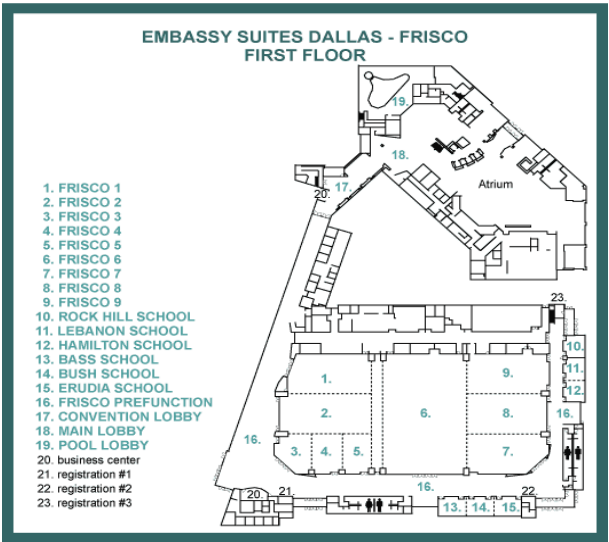 EMBASSY SUITES DALLAS - FRISCO
FIRST FLOOR
19.
18.
Atrium
17.
20.
1. FRISCO 1
2. FRISCO 2
3. FRISCO 3
4. FRISCO 4
5. FRISCO 5
6. FRISCO 6
7. FRISCO 7
8. FRISCO 8
9. FRISCO 9
10. ROCK HILL SCHOOL
11. LEBANON SCHOOL
12. HAMILTON SCHOOL
13. BASS SCHOOL
14. BUSH SCHOOL
15. ERUDIA SCHOOL
16. FRISCO PREFUNCTION
17. CONVENTION LOBBY
18. MAIN LOBBY
19. POOL LOBBY
20. business center
21. registration #1
22. registration #2
23. registration #3
23.
10.
11.
12.
1.
9.
2.
6.
8.
16.
16.
3.
4.
5.
7.
16.
20.
21.
22.
13.
14.
15.